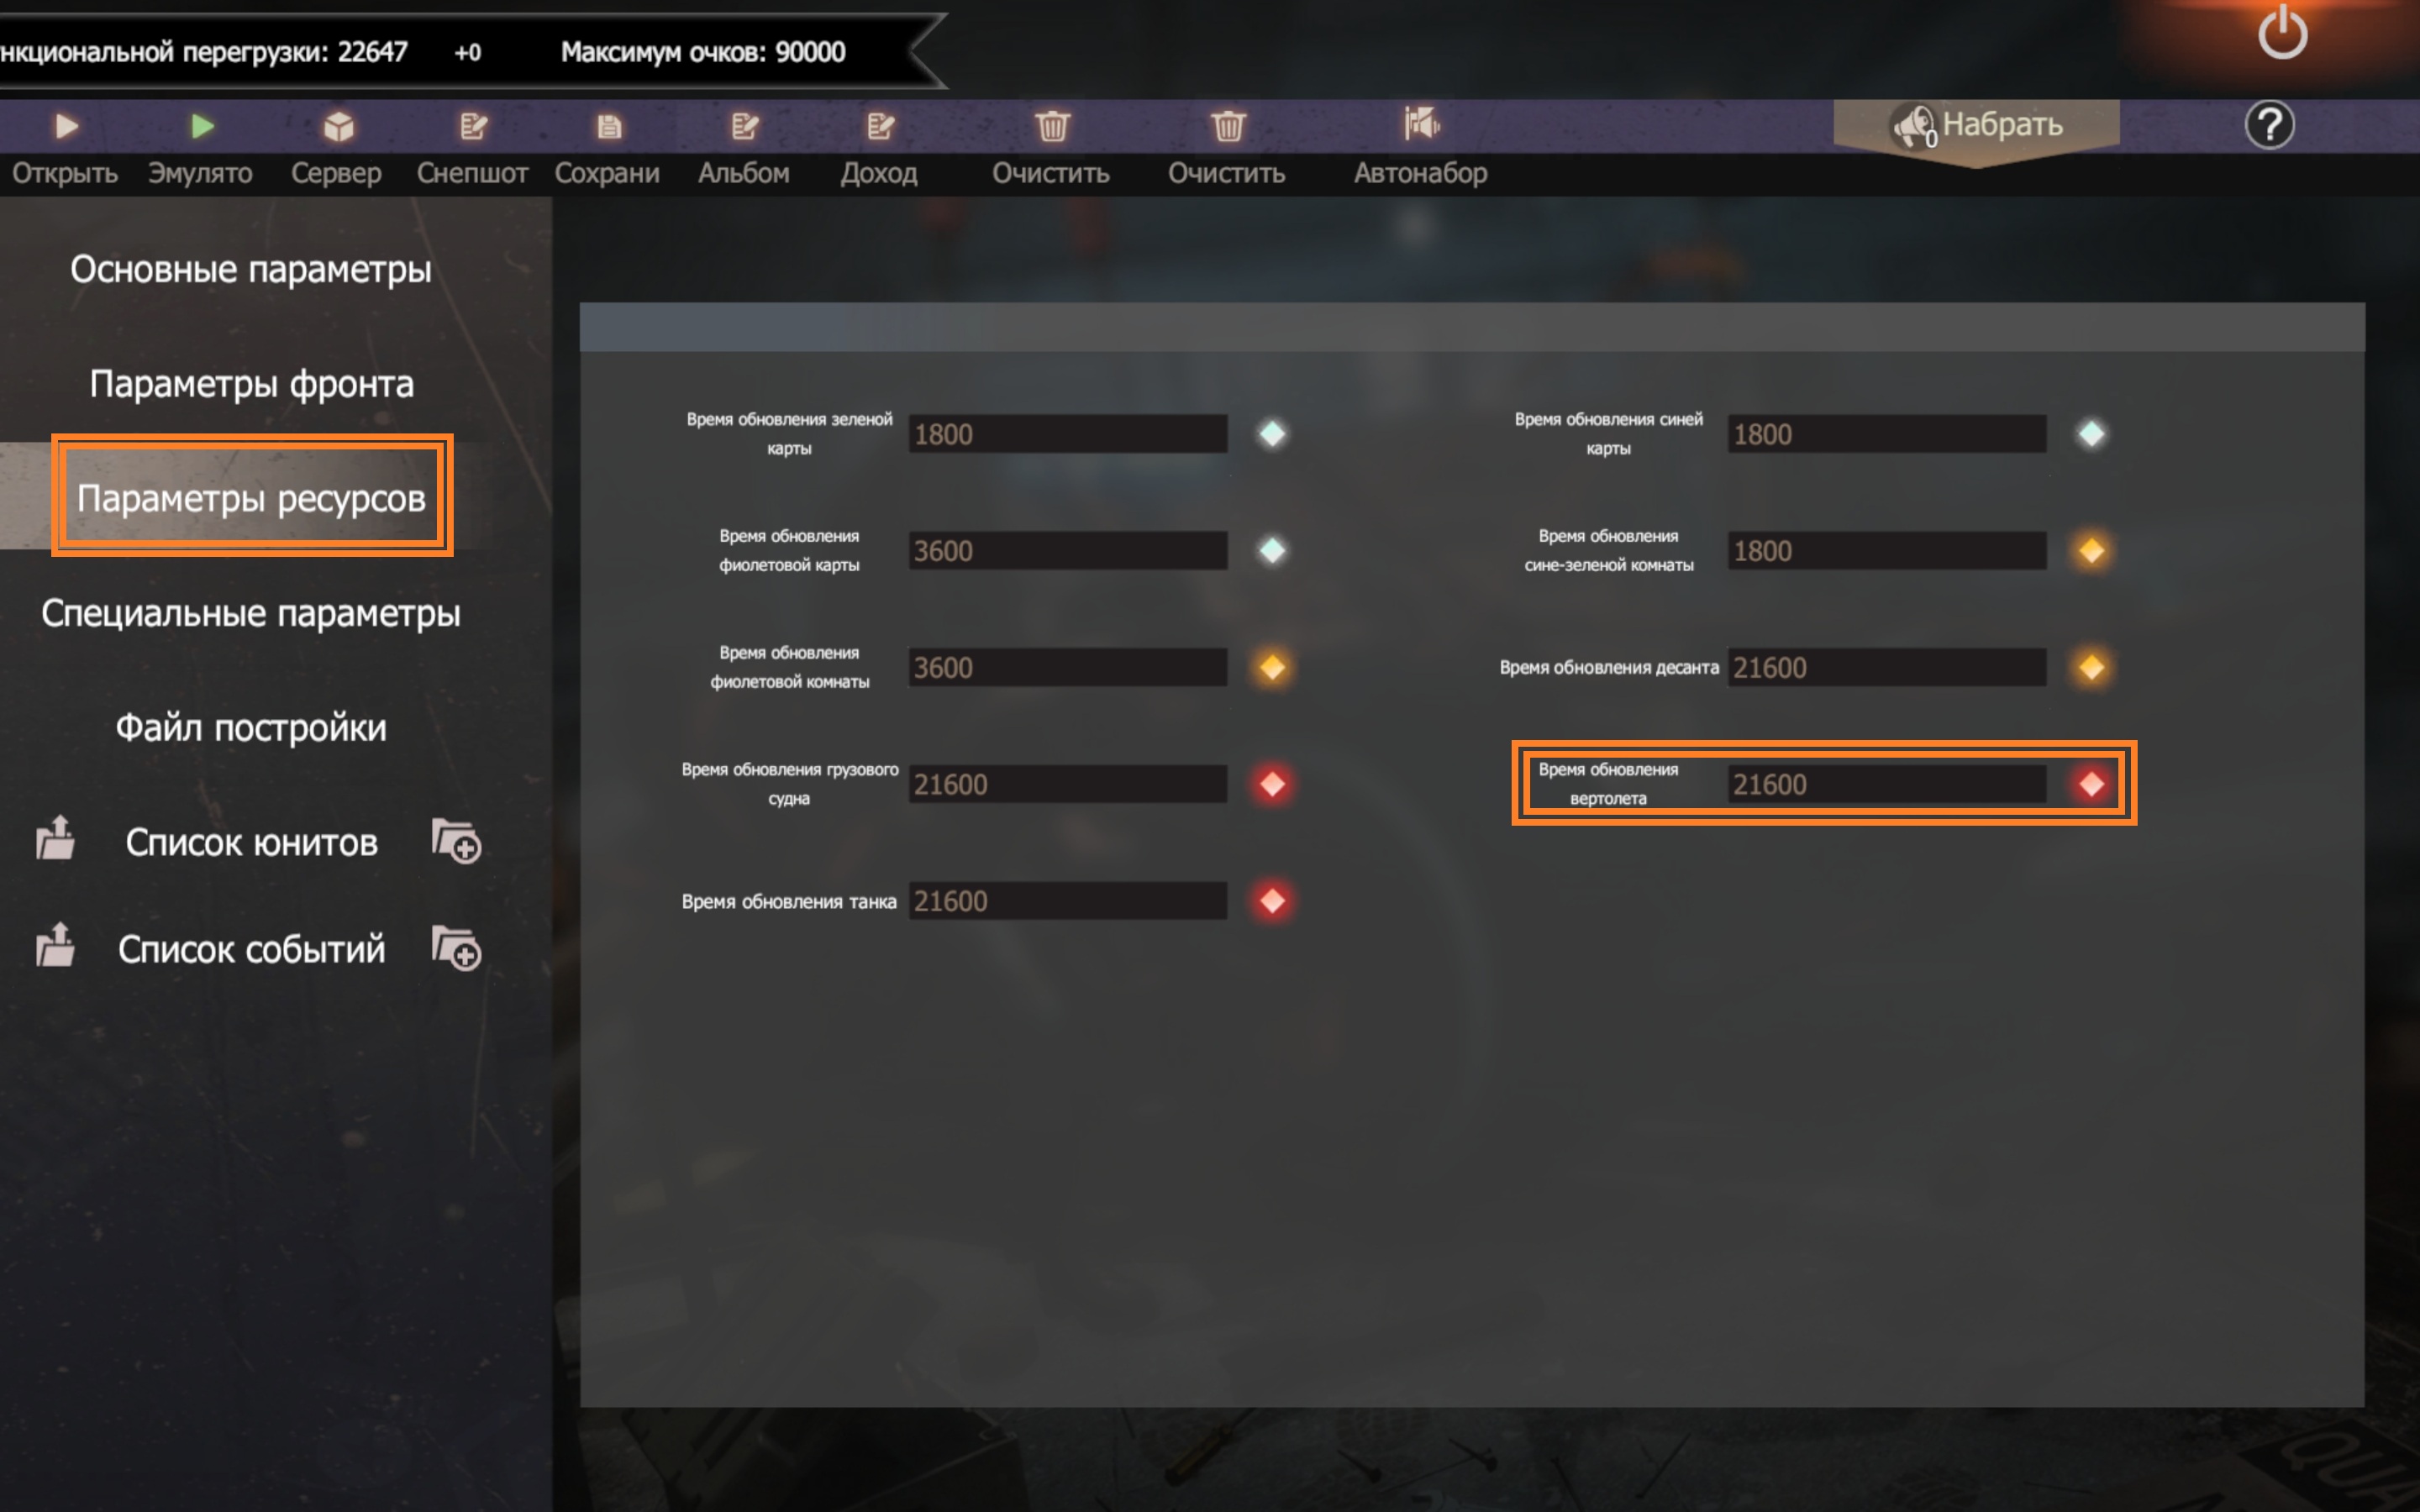 нкциональной перегрузки: 22647 +0 Максимум очков: 90000
0 Набрать ?
Открыть Эмулято Сервер Снепшот Сохрани Альбом Доход Очистить Очистить Автонабор
Основные параметры
Параметры фронта
Параметры ресурсов
Специальные параметры
Файл постройки
Список юнитов
Список событий
Время обновления зеленой
карты
1800
Время обновления синей
карты
1800
Время обновления
фиолетовой карты
3600
Время обновления
сине-зеленой комнаты
1800
Время обновления
фиолетовой комнаты
3600
Время обновления десанта
21600
Время обновления грузового
судна
21600
Время обновления
вертолета
21600
Время обновления танка
21600
QUA